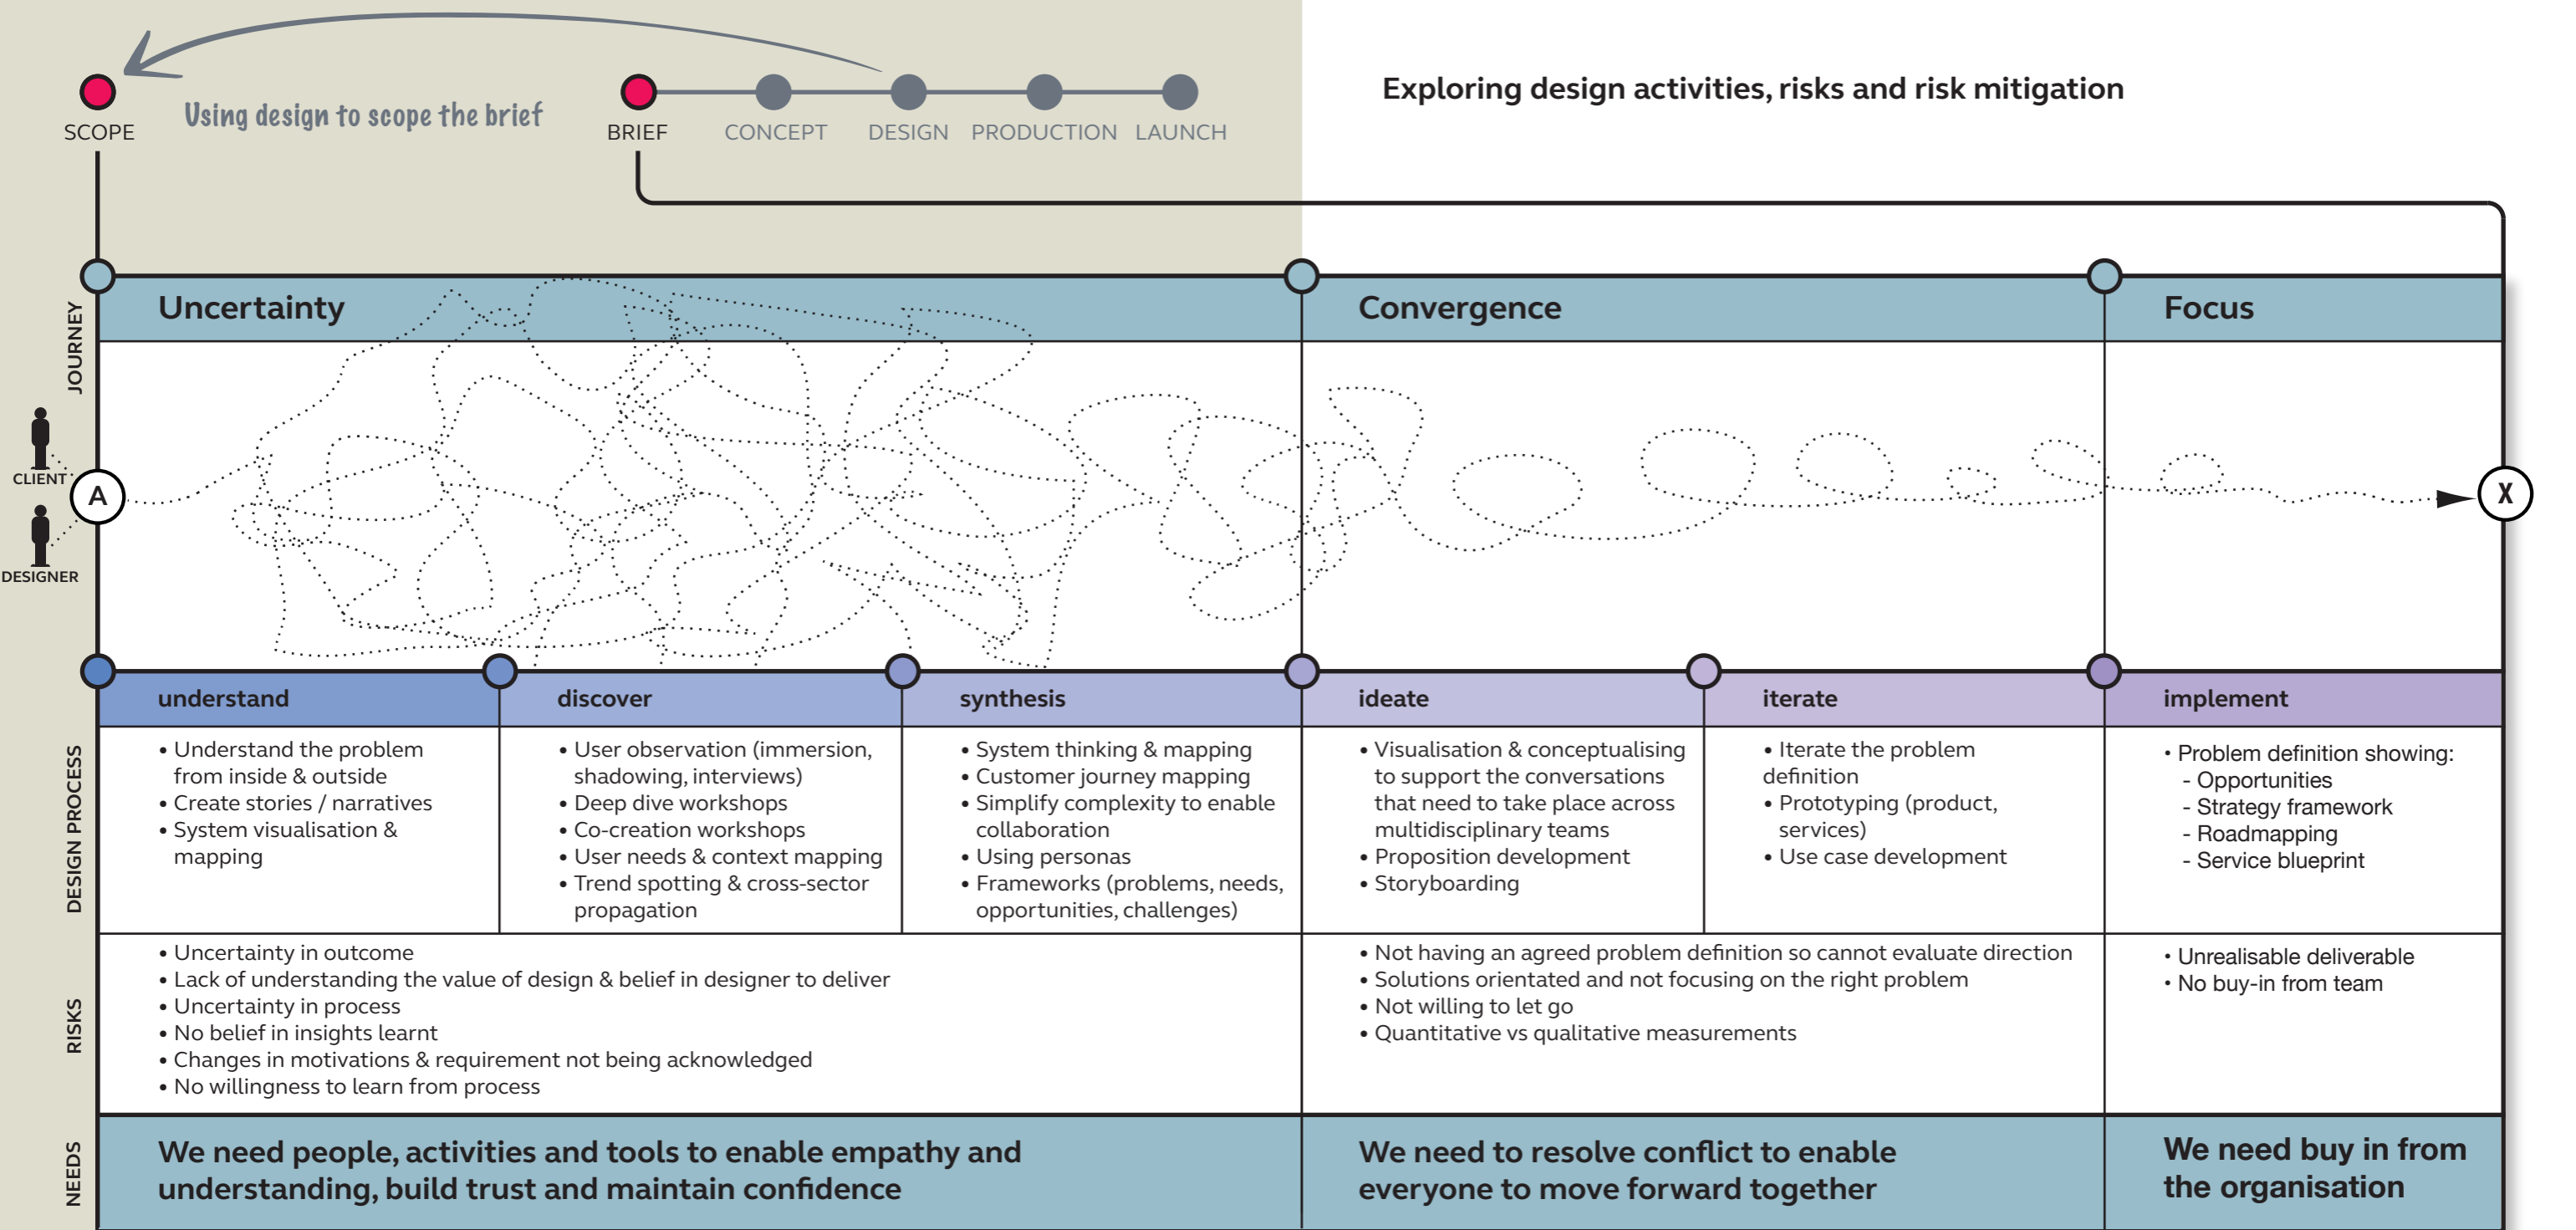 Using design to scope the brief
SCOPE
BRIEF
CONCEPT
DESIGN
PRODUCTION
LAUNCH
Exploring design activities, risks and risk mitigation
JOURNEY
Uncertainty
Convergence
Focus
CLIENT
A
DESIGNER
X
DESIGN PROCESS
understand
• Understand the problem
from inside & outside
• Create stories / narratives
• System visualisation &
mapping
discover
• User observation (immersion,
shadowing, interviews)
• Deep dive workshops
• Co-creation workshops
• User needs & context mapping
• Trend spotting & cross-sector
propagation
synthesis
• System thinking & mapping
• Customer journey mapping
• Simplify complexity to enable
collaboration
• Using personas
• Frameworks (problems, needs,
opportunities, challenges)
ideate
• Visualisation & conceptualising
to support the conversations
that need to take place across
multidisciplinary teams
• Proposition development
• Storyboarding
iterate
• Iterate the problem
definition
• Prototyping (product,
services)
• Use case development
implement
• Problem definition showing:
- Opportunities
- Strategy framework
- Roadmapping
- Service blueprint
RISKS
• Uncertainty in outcome
• Lack of understanding the value of design & belief in designer to deliver
• Uncertainty in process
• No belief in insights learnt
• Changes in motivations & requirement not being acknowledged
• No willingness to learn from process
• Not having an agreed problem definition so cannot evaluate direction
• Solutions orientated and not focusing on the right problem
• Not willing to let go
• Quantitative vs qualitative measurements
• Unrealisable deliverable
• No buy-in from team
NEEDS
We need people, activities and tools to enable empathy and
understanding, build trust and maintain confidence
We need to resolve conflict to enable
everyone to move forward together
We need buy in from
the organisation